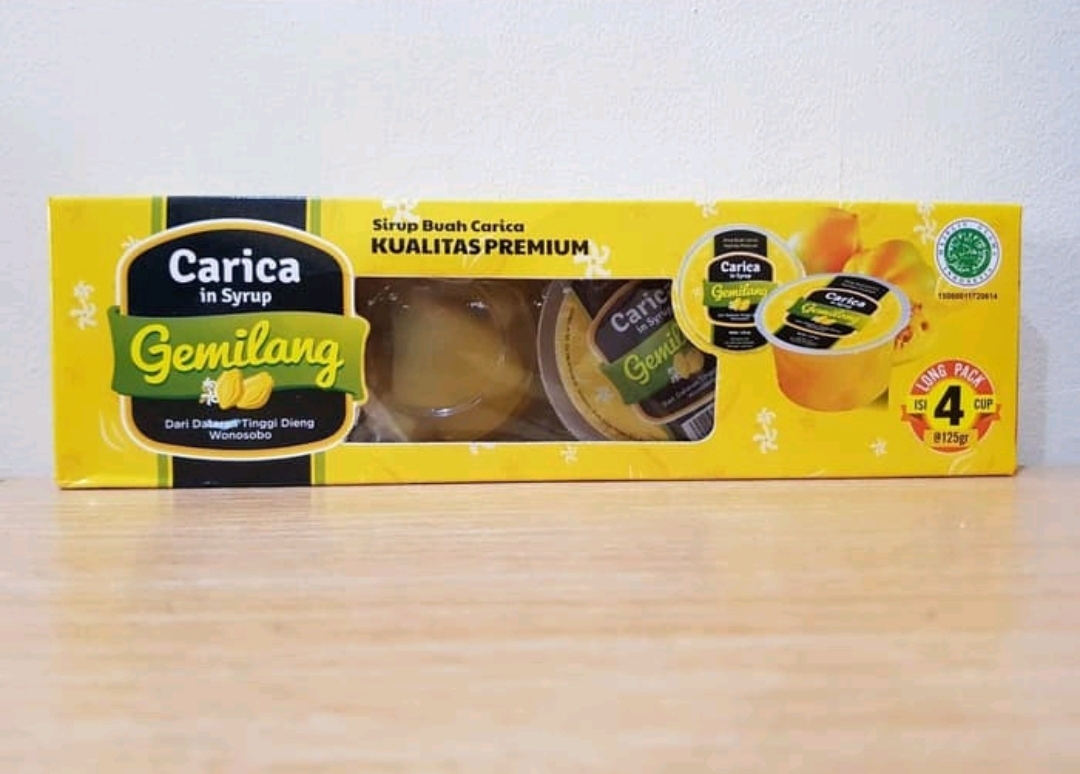 Carica
in Syrup
Gemilang
Dari Dataran Tinggi Dieng
Wonosobo
Sirup Buah Carica
KUALITAS PREMIUM
Carica
in Syrup
Gemil
Carica
in Syrup
Gemilang
Carica
Gemilang
LONG PACK
ISI 4 CUP
@125gr